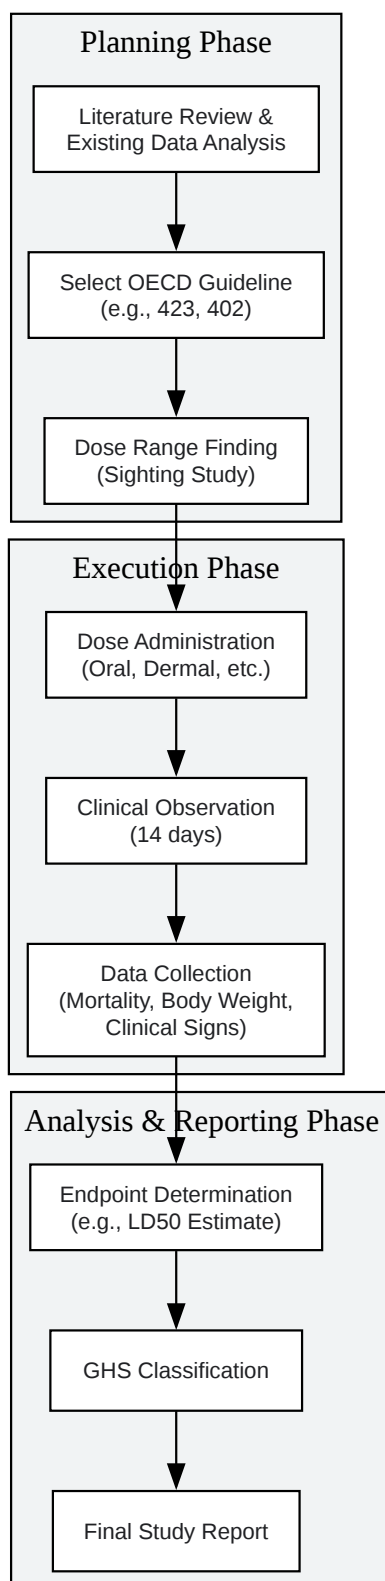 Planning Phase
Literature Review &
Existing Data Analysis
Select OECD Guideline
(e.g., 423, 402)
Dose Range Finding
(Sighting Study)
Execution Phase
Dose Administration
(Oral, Dermal, etc.)
Clinical Observation
(14 days)
Data Collection
(Mortality, Body Weight,
Clinical Signs)
Analysis & Reporting Phase
Endpoint Determination
(e.g., LD50 Estimate)
GHS Classification
Final Study Report